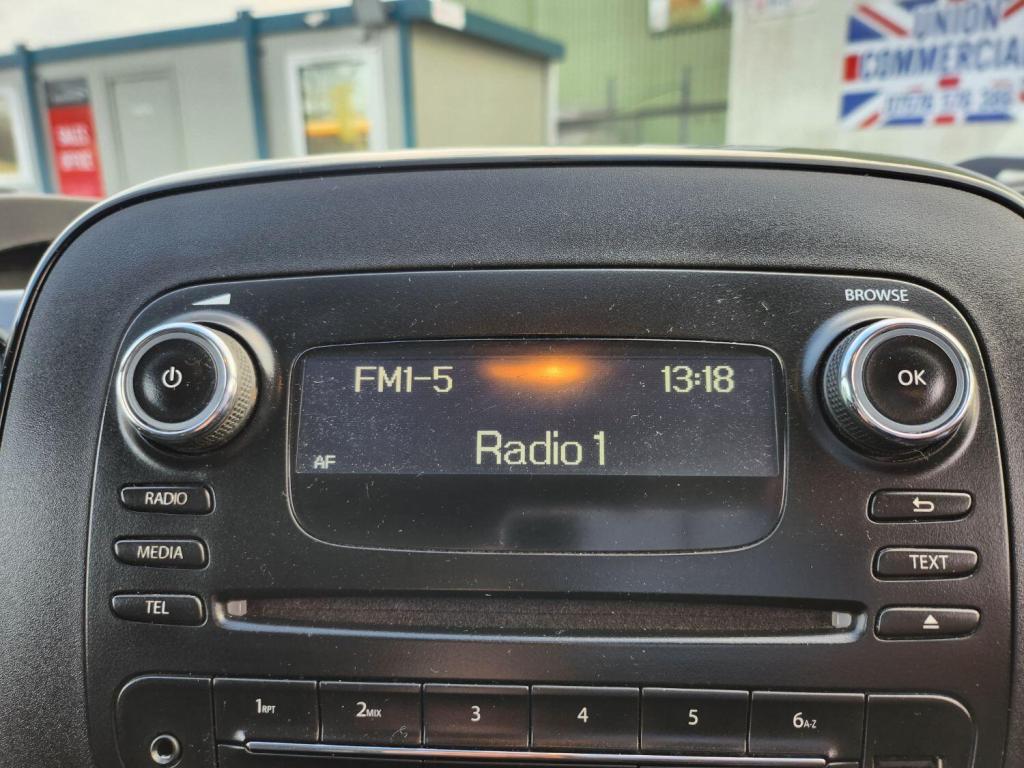 UNION
COMMERCIAL
SALES
OFFICE
BROWSE
FM1-5
13:18
OK
Radio 1
AF
RADIO
MEDIA
TEXT
TEL
1RPT
2MIX
3
4
5
6A-Z